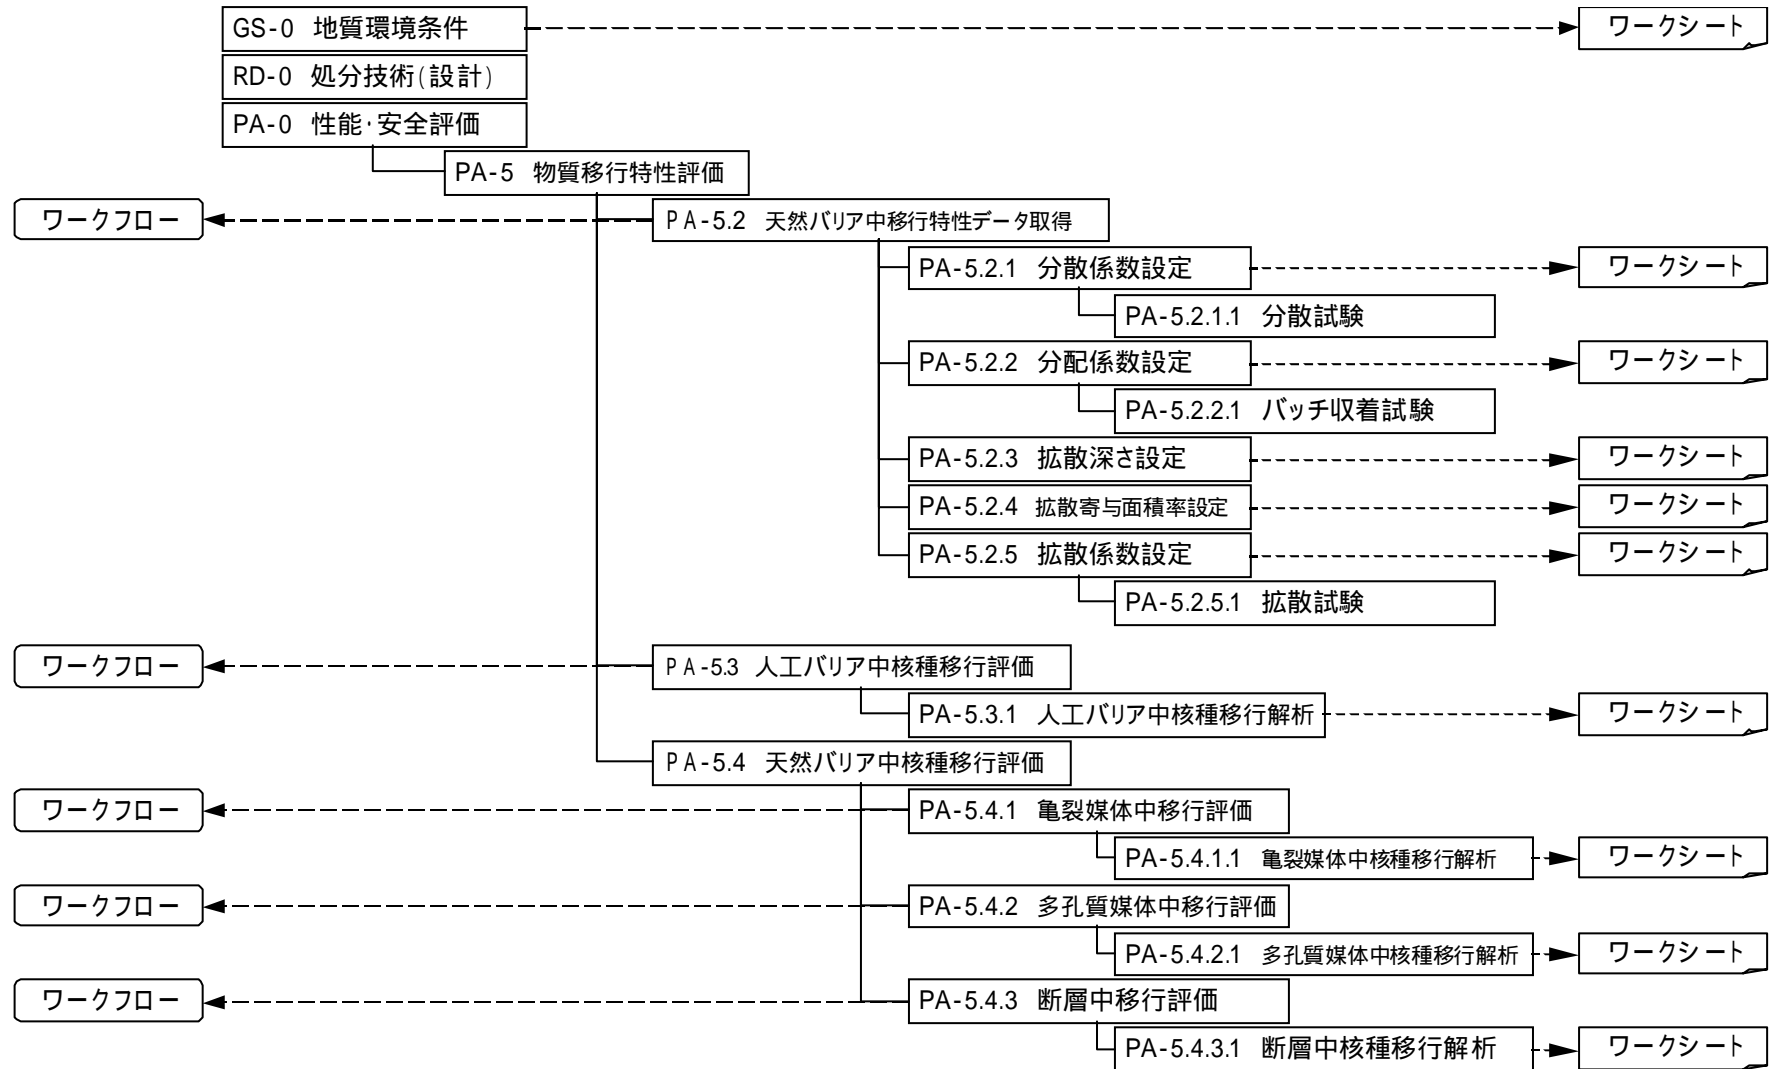 GS-0 地質環境条件 ワークシート
RD-0 処分技術(設計)
PA-0 性能・安全評価
PA-5 物質移行特性評価
ワークフロー PA-5.2 天然バリア中移行特性データ取得
PA-5.2.1 分散係数設定 ワークシート
PA-5.2.1.1 分散試験
PA-5.2.2 分配係数設定 ワークシート
PA-5.2.2.1 バッチ収着試験
PA-5.2.3 拡散深さ設定 ワークシート
PA-5.2.4 拡散寄与面積率設定 ワークシート
PA-5.2.5 拡散係数設定 ワークシート
PA-5.2.5.1 拡散試験
ワークフロー PA-5.3 人工バリア中核種移行評価
PA-5.3.1 人工バリア中核種移行解析 ワークシート
PA-5.4 天然バリア中核種移行評価
ワークフロー PA-5.4.1 亀裂媒体中移行評価
PA-5.4.1.1 亀裂媒体中核種移行解析 ワークシート
ワークフロー PA-5.4.2 多孔質媒体中移行評価
PA-5.4.2.1 多孔質媒体中核種移行解析 ワークシート
ワークフロー PA-5.4.3 断層中移行評価
PA-5.4.3.1 断層中核種移行解析 ワークシート